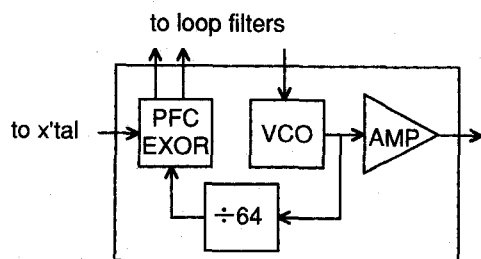 to loop filters
to x'tal
PFC
EXOR
VCO
AMP
÷64